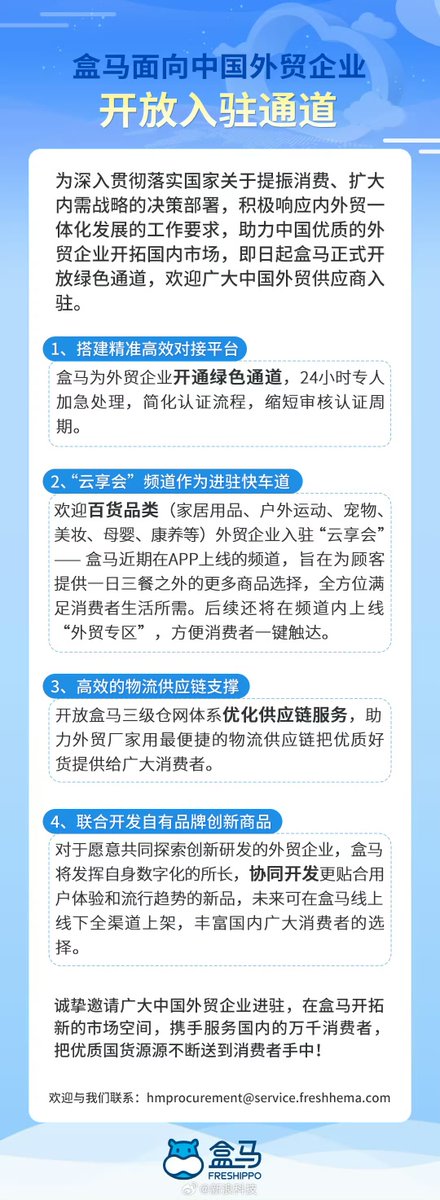 盒马面向中国外贸企业
开放入驻通道
为深入贯彻落实国家关于提振消费、扩大
内需战略的决策部署，积极响应内外贸一
体化发展的工作要求，助力中国优质的外
贸企业开拓国内市场，即日起盒马正式开
放绿色通道，欢迎广大中国外贸供应商入
驻。
1、搭建精准高效对接平台
盒马为外贸企业开通绿色通道，24小时专人
加急处理，简化认证流程，缩短审核认证周
期。
2、“云享会”频道作为进驻快车道
欢迎百货品类（家居用品、户外运动、宠物、
美妆、母婴、康养等）外贸企业入驻“云享会”
—— 盒马近期在APP上线的频道，旨在为顾客
提供一日三餐之外的更多商品选择，全方位满
足消费者生活所需。后续还将在频道内上线
“外贸专区”，方便消费者一键触达。
3、高效的物流供应链支撑
开放盒马三级仓网体系优化供应链服务，助
力外贸厂家用最便捷的物流供应链把优质好
货提供给广大消费者。
4、联合开发自有品牌创新商品
对于愿意共同探索创新研发的外贸企业，盒马
将发挥自身数字化的所长，协同开发更贴合用
户体验和流行趋势的新品，未来可在盒马线上
线下全渠道上架，丰富国内广大消费者的选
择。
诚挚邀请广大中国外贸企业进驻，在盒马开拓
新的市场空间，携手服务国内的万千消费者，
把优质国货源源不断送到消费者手中！
欢迎与我们联系：hmprocurement@service.freshhema.com
盒马
FRESHIPPO
@新浪科技